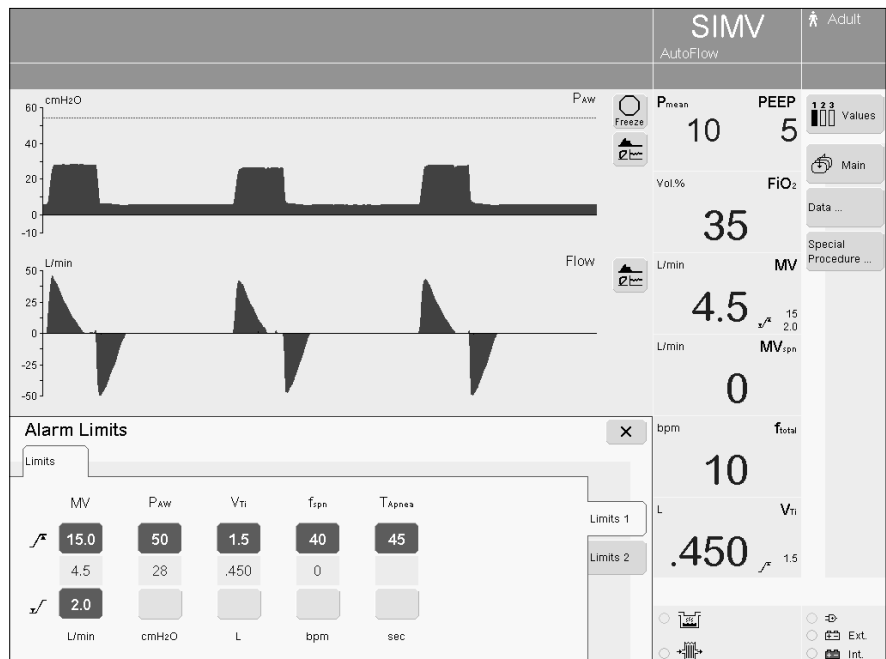 SIMV
Adult
AutoFlow
cmH2O
PAW
60
40
20
0
-10
Freeze
Pmean PEEP
10 5
1 2 3
Values
Main
Vol.% FiO2
35
Data ...
Special
Procedure ...
L/min
Flow
50
25
0
-25
-50
L/min MV
4.5 15
2.0
L/min MVspn
0
Alarm Limits
Limits
bpm ftotal
10
MV PAW VTi fspn TApnea
15.0 50 1.5 40 45
4.5 28 .450 0
2.0
L/min cmH2O L bpm sec
Limits 1
Limits 2
L VTi
.450 1.5
Ext.
Int.